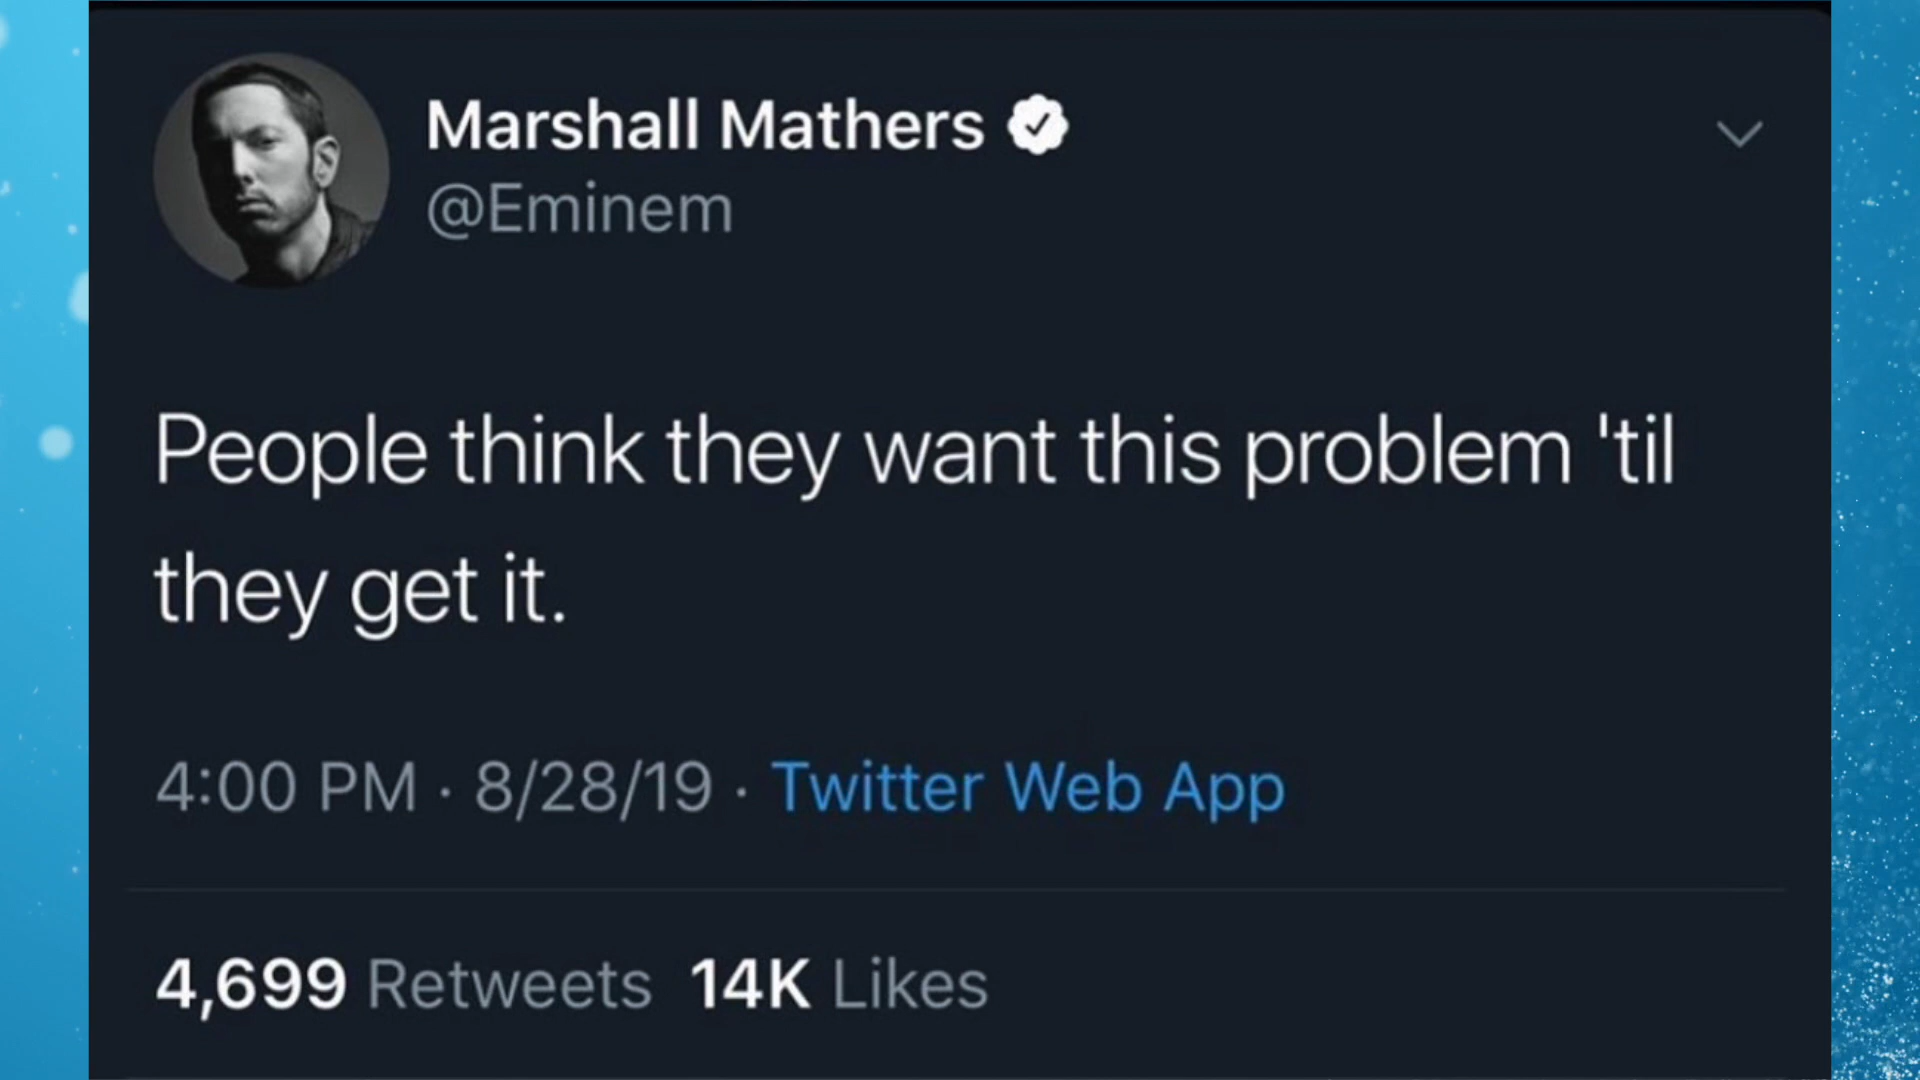 Marshall Mathers
@Eminem
People think they want this problem 'til
they get it.
4:00 PM · 8/28/19 · Twitter Web App
4,699 Retweets 14K Likes